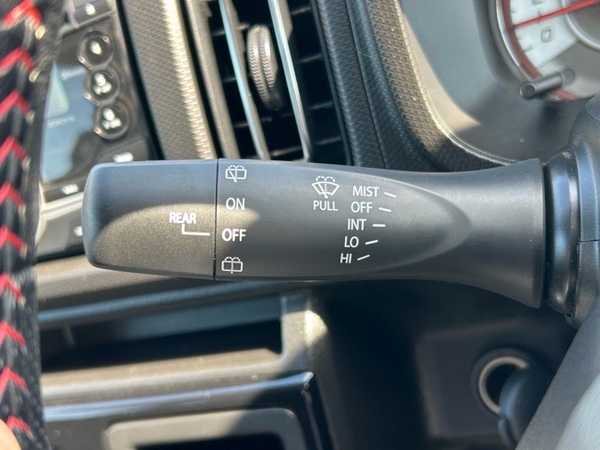 REAR
ON
OFF
PULL
MIST
OFF
INT
LO
HI